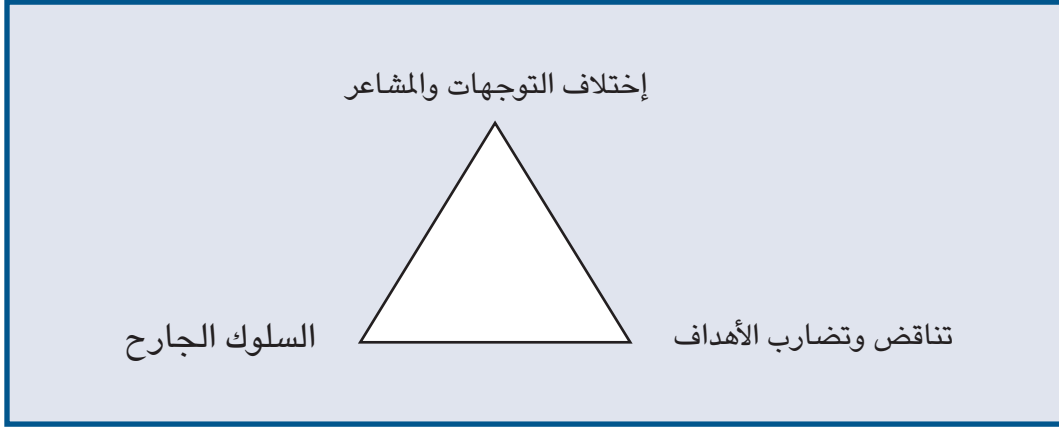 إختلاف التوجهات والمشاعر
تناقض وتضارب الأهداف
السلوك الجارح